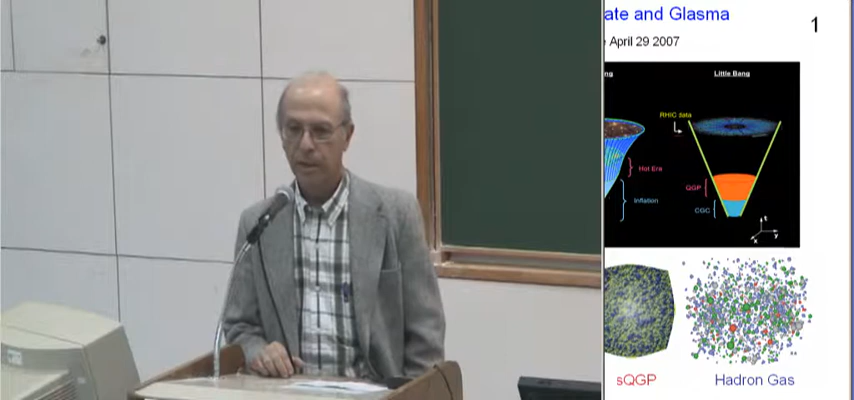 ate and Glasma
1
April 29 2007
ng
Little Bang
RHIC data
Hot Era
QGP
Inflation
CGC
t
x
y
sQGP
Hadron Gas